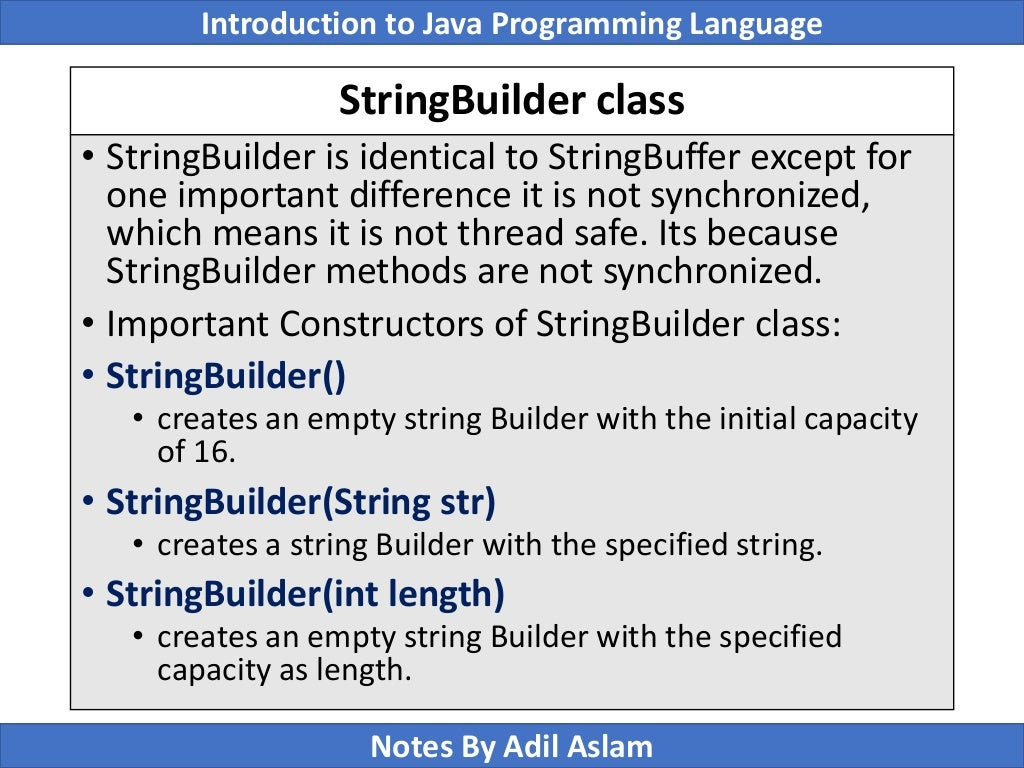 Introduction to Java Programming Language
StringBuilder class
• StringBuilder is identical to StringBuffer except for
one important difference it is not synchronized,
which means it is not thread safe. Its because
StringBuilder methods are not synchronized.
• Important Constructors of StringBuilder class:
• StringBuilder()
• creates an empty string Builder with the initial capacity
of 16.
• StringBuilder(String str)
• creates a string Builder with the specified string.
• StringBuilder(int length)
• creates an empty string Builder with the specified
capacity as length.
Notes By Adil Aslam